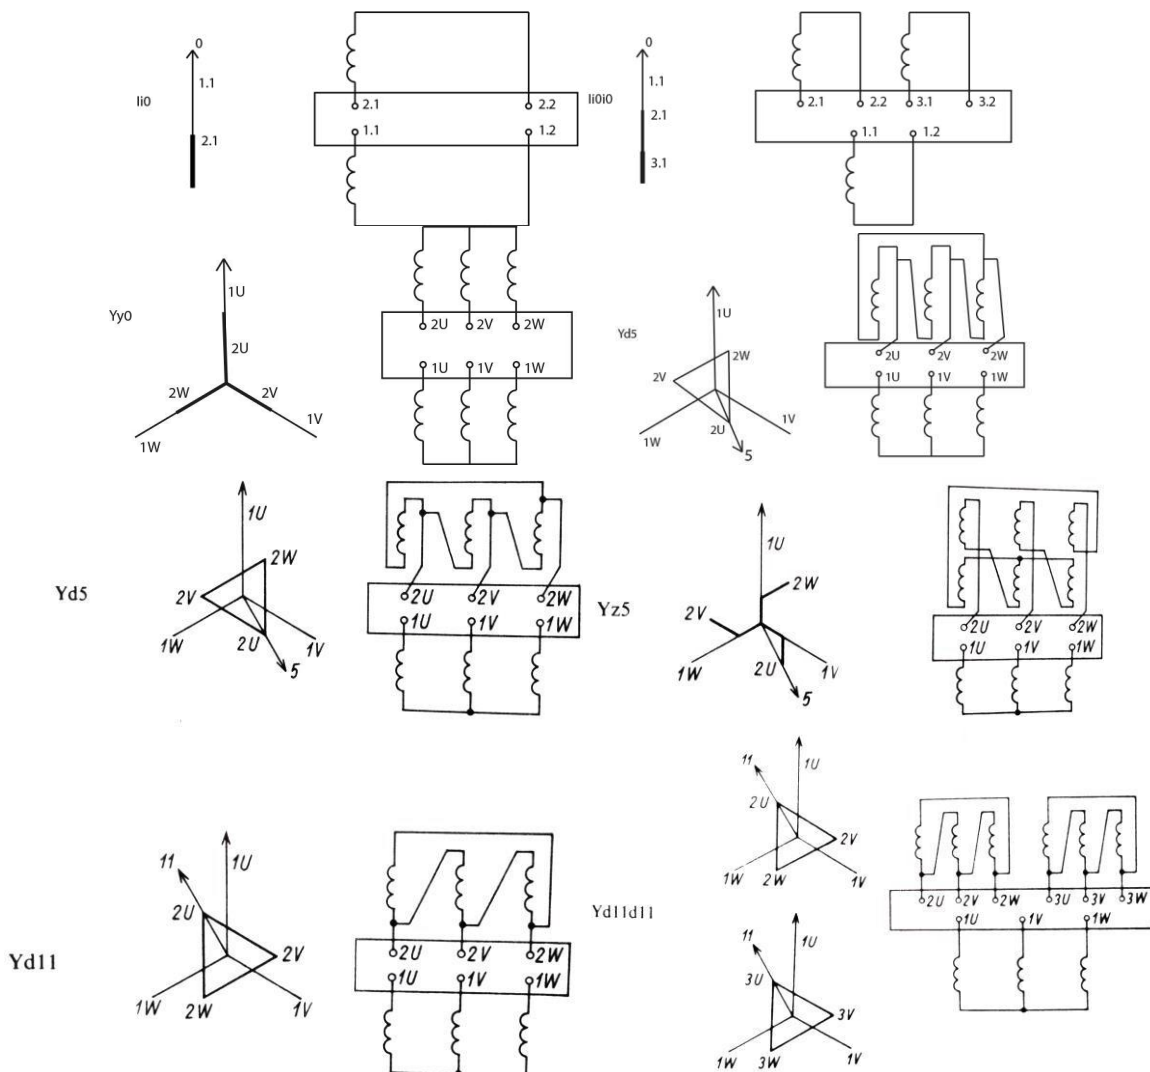 0
1.1
Ii0
2.1
2.1 2.2
1.1 1.2
0
1.1
Ii0i0
2.1
3.1
2.1 2.2 3.1 3.2
1.1 1.2
1U
Yy0
2U
2W 2V
1V
1W
2U 2V 2W
1U 1V 1W
1U
Yd5
2W
2V
2U
1W 1V
5
2U 2V 2W
1U 1V 1W
1U
2W
Yd5
2V
1W
2U 1V
5
2U 2V 2W
1U 1V 1W
1U
2W
Yz5
2V
1W
2U 1V
5
2U 2V 2W
1U 1V 1W
11
1U
2U
Yd11
2V
1W 1V
2W
2U 2V 2W
1U 1V 1W
11
1U
2U
2V
1W 2W 1V
Yd11d11
11
1U
3U
3V
1W 3W 1V
2U 2V 2W 3U 3V 3W
1U 1V 1W